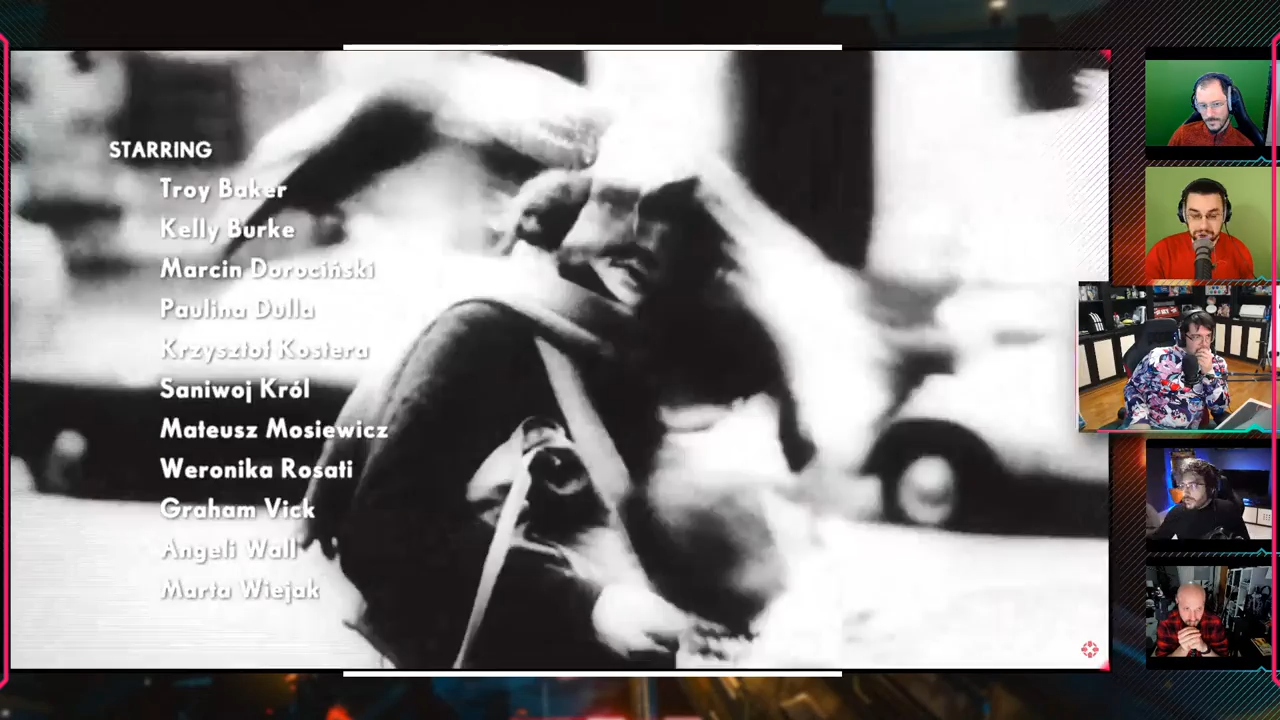 STARRING
Troy Baker
Kelly Burke
Marcin Dorociński
Paulina Dulla
Krzysztof Kostera
Saniwoj Król
Mateusz Mosiewicz
Weronika Rosati
Graham Vick
Angeli Wall
Marta Wiejak